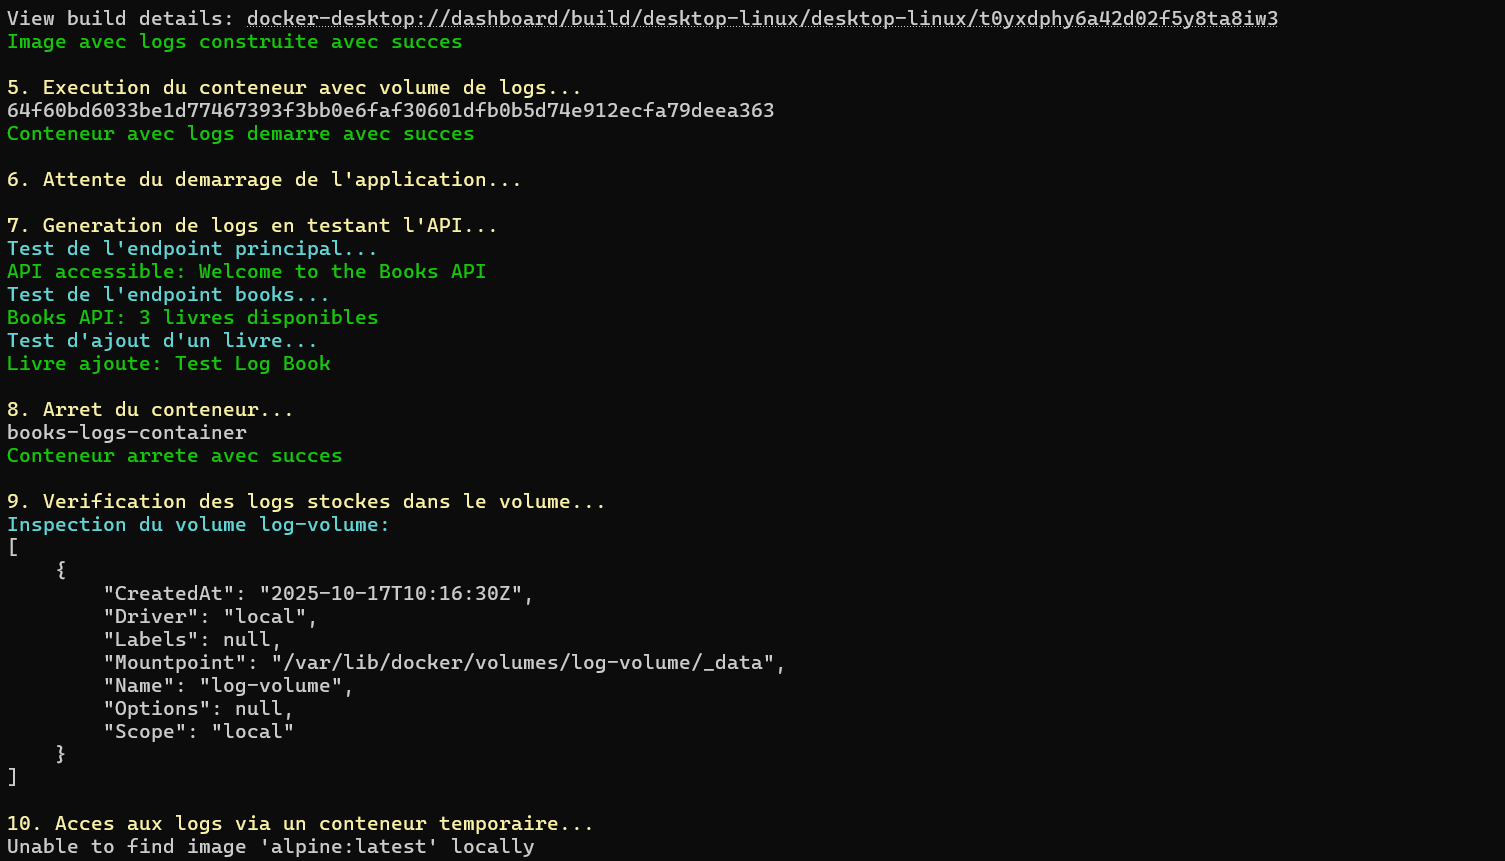 View build details: docker-desktop://dashboard/build/desktop-linux/desktop-linux/t0yxdphy6a42d02f5y8ta8iw3
Image avec logs construite avec succes
5. Execution du conteneur avec volume de logs...
64f60bd6033be1d77467393f3bb0e6faf30601dfb0b5d74e912ecfa79deea363
Conteneur avec logs demarre avec succes
6. Attente du demarrage de l'application...
7. Generation de logs en testant l'API...
Test de l'endpoint principal...
API accessible: Welcome to the Books API
Test de l'endpoint books...
Books API: 3 livres disponibles
Test d'ajout d'un livre...
Livre ajoute: Test Log Book
8. Arret du conteneur...
books-logs-container
Conteneur arrete avec succes
9. Verification des logs stockes dans le volume...
Inspection du volume log-volume:
[
    {
        "CreatedAt": "2025-10-17T10:16:30Z",
        "Driver": "local",
        "Labels": null,
        "Mountpoint": "/var/lib/docker/volumes/log-volume/_data",
        "Name": "log-volume",
        "Options": null,
        "Scope": "local"
    }
]
10. Acces aux logs via un conteneur temporaire...
Unable to find image 'alpine:latest' locally